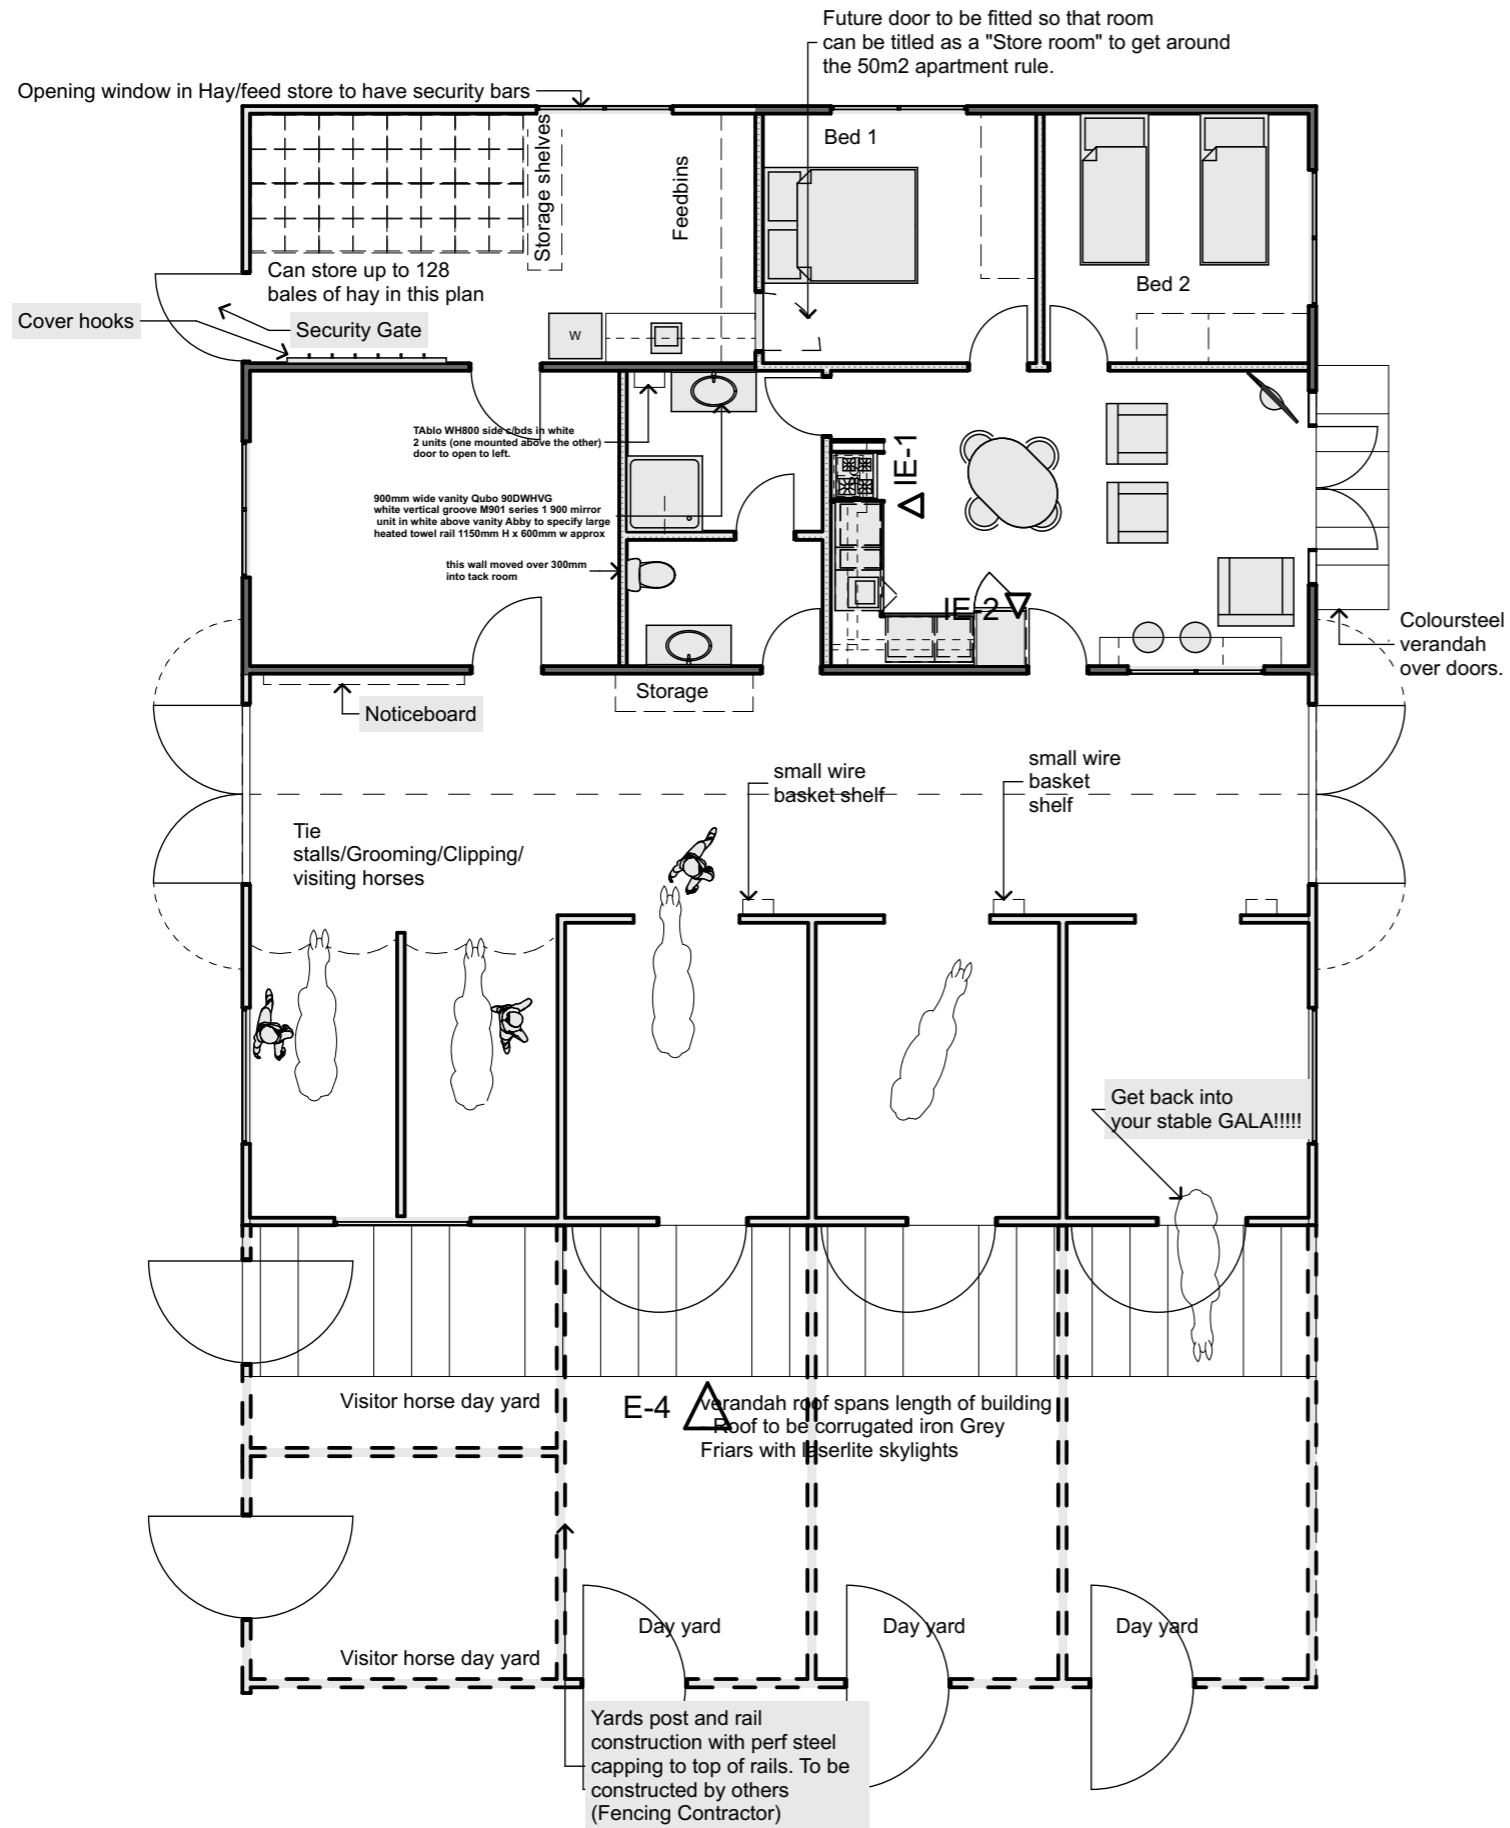 Future door to be fitted so that room
can be titled as a "Store room" to get around
the 50m2 apartment rule.
Opening window in Hay/feed store to have security bars
Storage shelves
Feedbins
Bed 1
Bed 2
Can store up to 128
bales of hay in this plan
Cover hooks
Security Gate
W
TAblo WH800 side c/bds in white
2 units (one mounted above the other)
door to open to left.
900mm wide vanity Qubo 90DWHVG
white vertical groove M901 series 1 900 mirror
unit in white above vanity Abby to specify large
heated towel rail 1150mm H x 600mm w approx
this wall moved over 300mm
into tack room
IE-1
IE-2
Coloursteel
verandah
over doors.
Noticeboard
Storage
small wire
basket shelf
small wire
basket
shelf
Tie
stalls/Grooming/Clipping/
visiting horses
Get back into
your stable GALA!!!!!
Visitor horse day yard
E-4
verandah roof spans length of building
Roof to be corrugated iron Grey
Friars with laserlite skylights
Day yard
Day yard
Day yard
Visitor horse day yard
Yards post and rail
construction with perf steel
capping to top of rails. To be
constructed by others
(Fencing Contractor)